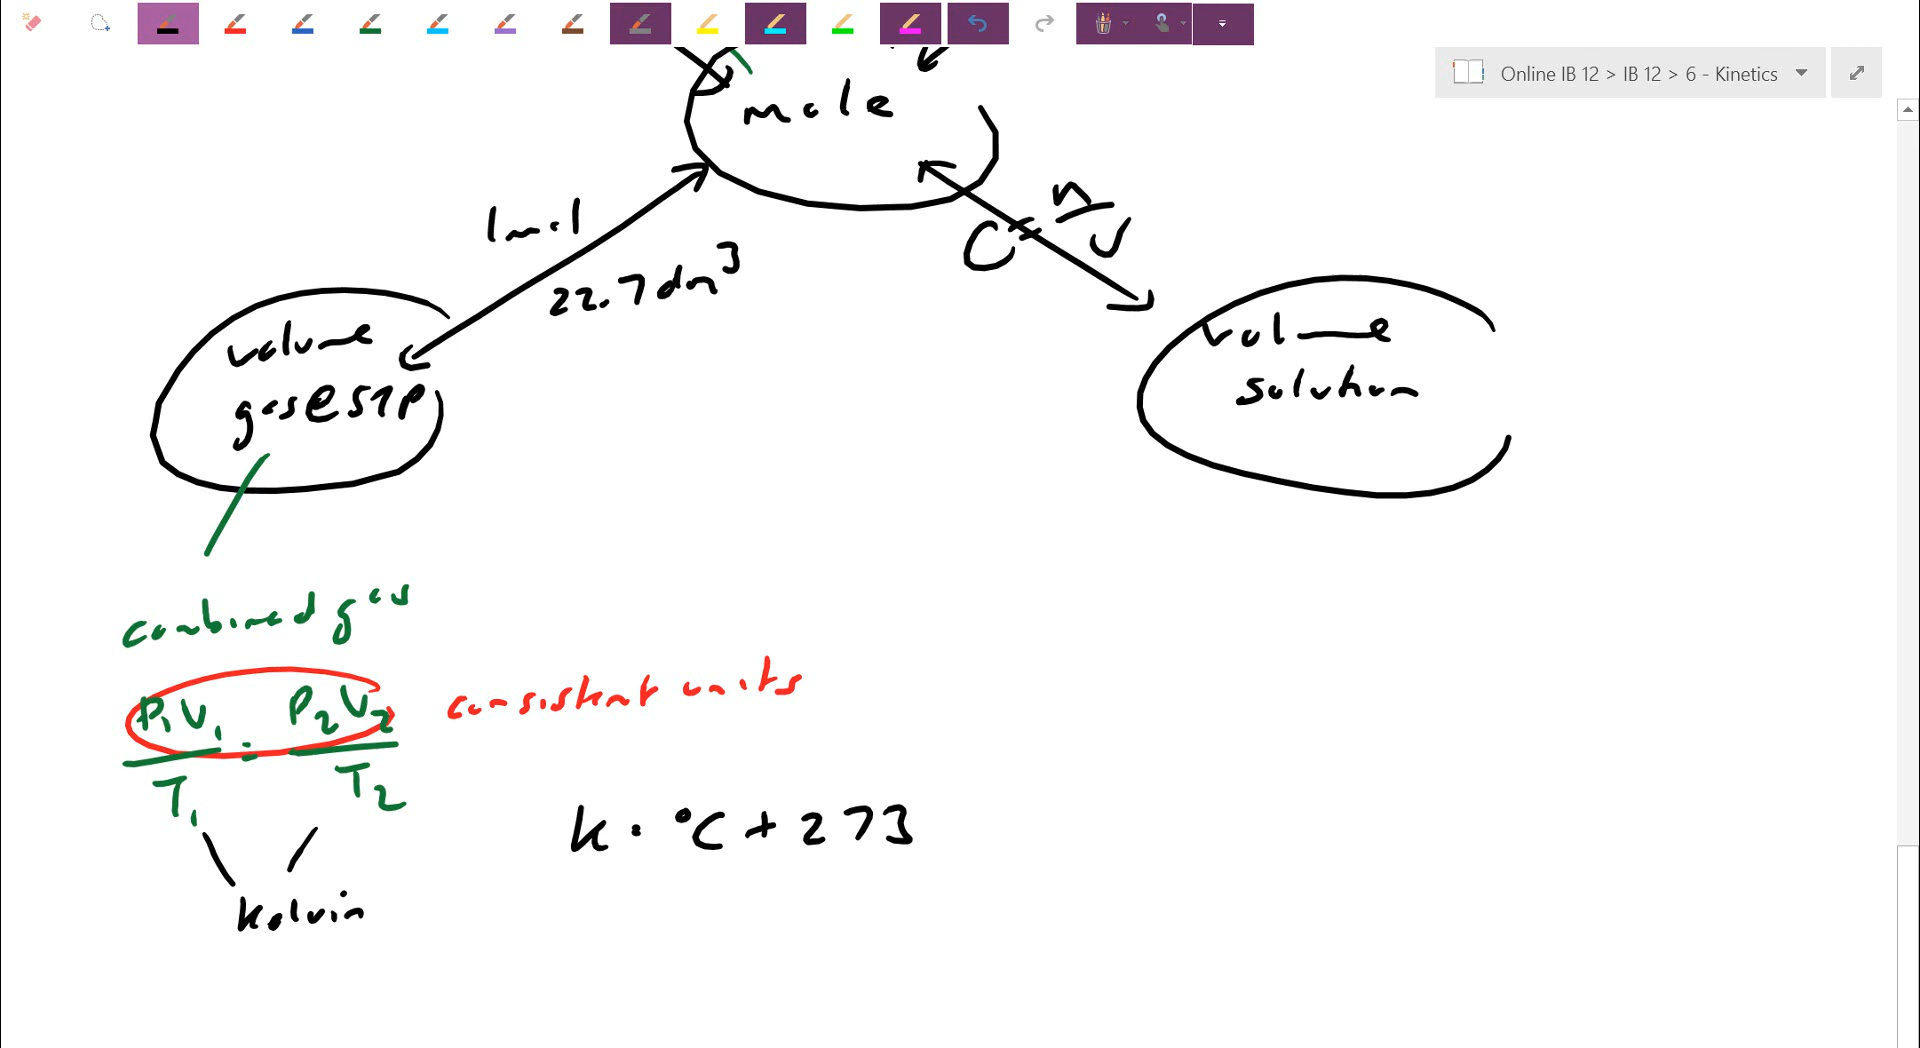 Online IB 12 > IB 12 > 6 - Kinetics
mole
1 mol
22.7 dm³
C = n/V
volume
gas @ STP
volume
solution
combined gas
P₁V₁ = P₂V₂
T₁ T₂
consistent units
K = °C + 273
Kelvin